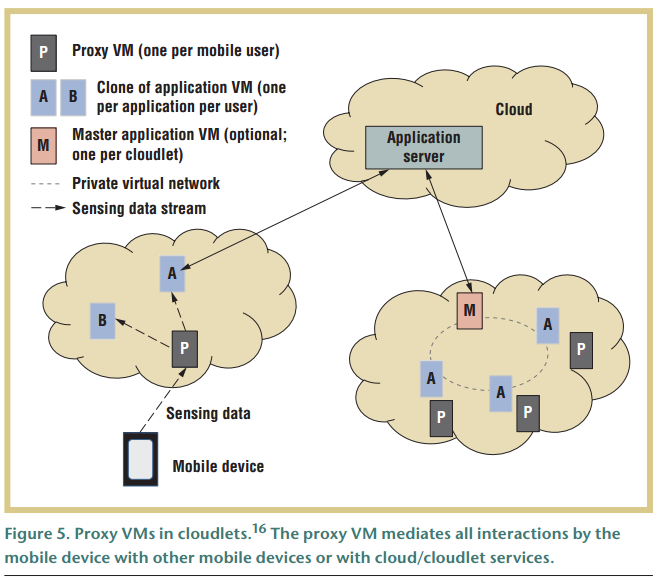 P Proxy VM (one per mobile user)
A B Clone of application VM (one
per application per user)
M Master application VM (optional;
one per cloudlet)
Private virtual network
Sensing data stream
Cloud
Application
server
A
B
P
Sensing data
Mobile device
M
A
P
A
A
P
P
Figure 5. Proxy VMs in cloudlets.16 The proxy VM mediates all interactions by the
mobile device with other mobile devices or with cloud/cloudlet services.